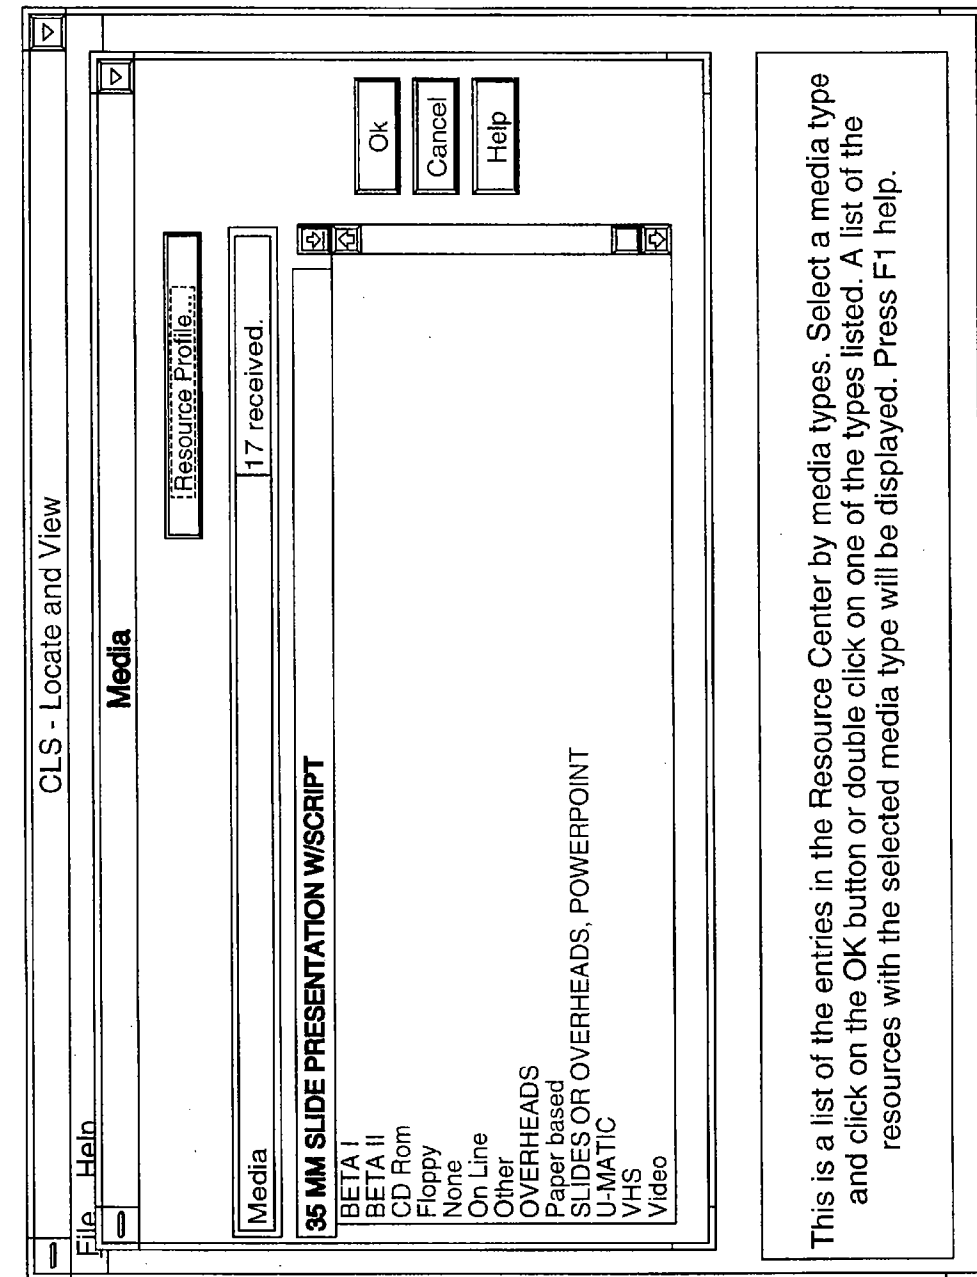 CLS - Locate and View
File Help
Media
Resource Profile...
Media
17 received.
35 MM SLIDE PRESENTATION W/SCRIPT
BETA I
BETA II
CD Rom
Floppy
None
On Line
Other
OVERHEADS
Paper based
SLIDES OR OVERHEADS, POWERPOINT
U-MATIC
VHS
Video
Ok
Cancel
Help
This is a list of the entries in the Resource Center by media types. Select a media type
and click on the OK button or double click on one of the types listed. A list of the
resources with the selected media type will be displayed. Press F1 help.